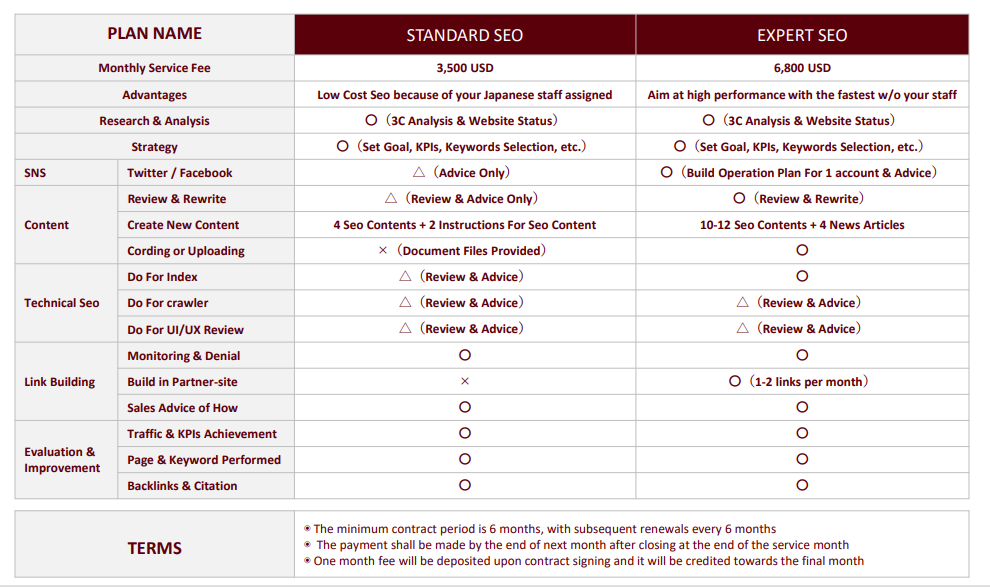 PLAN NAME STANDARD SEO EXPERT SEO
Monthly Service Fee 3,500 USD 6,800 USD
Advantages Low Cost Seo because of your Japanese staff assigned Aim at high performance with the fastest w/o your staff
Research & Analysis 〇（3C Analysis & Website Status） 〇（3C Analysis & Website Status）
Strategy 〇（Set Goal, KPIs, Keywords Selection, etc.） 〇（Set Goal, KPIs, Keywords Selection, etc.）
SNS Twitter / Facebook △（Advice Only） 〇（Build Operation Plan For 1 account & Advice）
Review & Rewrite △（Review & Advice Only） 〇（Review & Rewrite）
Content Create New Content 4 Seo Contents + 2 Instructions For Seo Content 10-12 Seo Contents + 4 News Articles
Cording or Uploading ×（Document Files Provided） 〇
Do For Index △（Review & Advice） 〇
Technical Seo Do For crawler △（Review & Advice） △（Review & Advice）
Do For UI/UX Review △（Review & Advice） △（Review & Advice）
Monitoring & Denial 〇 〇
Link Building Build in Partner-site × 〇（1-2 links per month）
Sales Advice of How 〇 〇
Traffic & KPIs Achievement 〇 〇
Evaluation &
Improvement Page & Keyword Performed 〇 〇
Backlinks & Citation 〇 〇
TERMS
◉ The minimum contract period is 6 months, with subsequent renewals every 6 months
◉ The payment shall be made by the end of next month after closing at the end of the service month
◉ One month fee will be deposited upon contract signing and it will be credited towards the final month